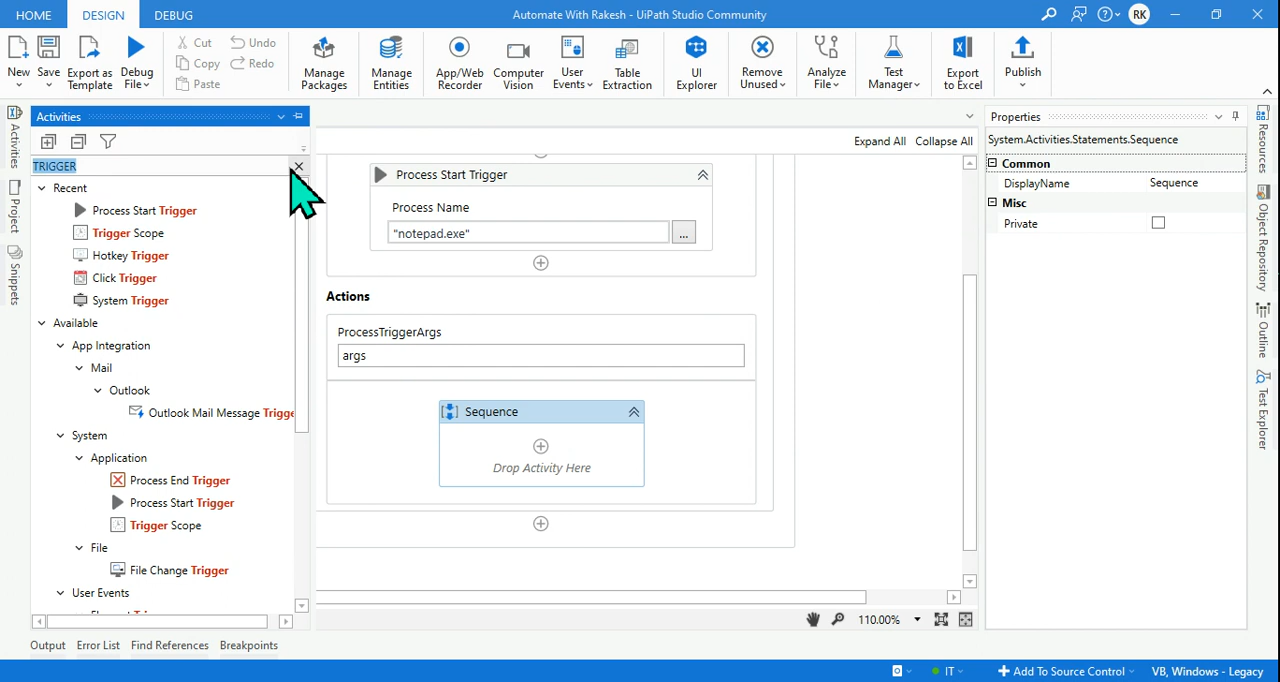 HOME DESIGN DEBUG Automate With Rakesh - UiPath Studio Community RK
New Save Export as Template Debug File Cut Copy Paste Undo Redo Manage Packages Manage Entities App/Web Recorder Computer Vision User Events Table Extraction UI Explorer Remove Unused Analyze File Test Manager Export to Excel Publish
Activities
TRIGGER
Recent
Process Start Trigger
Trigger Scope
Hotkey Trigger
Click Trigger
System Trigger
Available
App Integration
Mail
Outlook
Outlook Mail Message Trigge
System
Application
Process End Trigger
Process Start Trigger
Trigger Scope
File
File Change Trigger
User Events
Activities
Project
Snippets
Expand All Collapse All
Process Start Trigger
Process Name
"notepad.exe" ...
Actions
ProcessTriggerArgs
args
Sequence
Drop Activity Here
110.00%
Properties
System.Activities.Statements.Sequence
Common
DisplayName Sequence
Misc
Private
Resources
Object Repository
Outline
Test Explorer
Output Error List Find References Breakpoints
IT Add To Source Control VB, Windows - Legacy